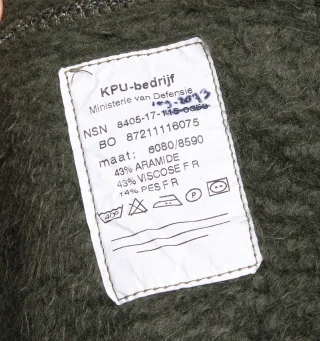 KPU-bedrijf
Ministerie van Defensie
NSN 8405-17-
BO 87211116075
maat: 6080/8590
43% ARAMIDE
43% VISCOSE F R
14% PES F R
P